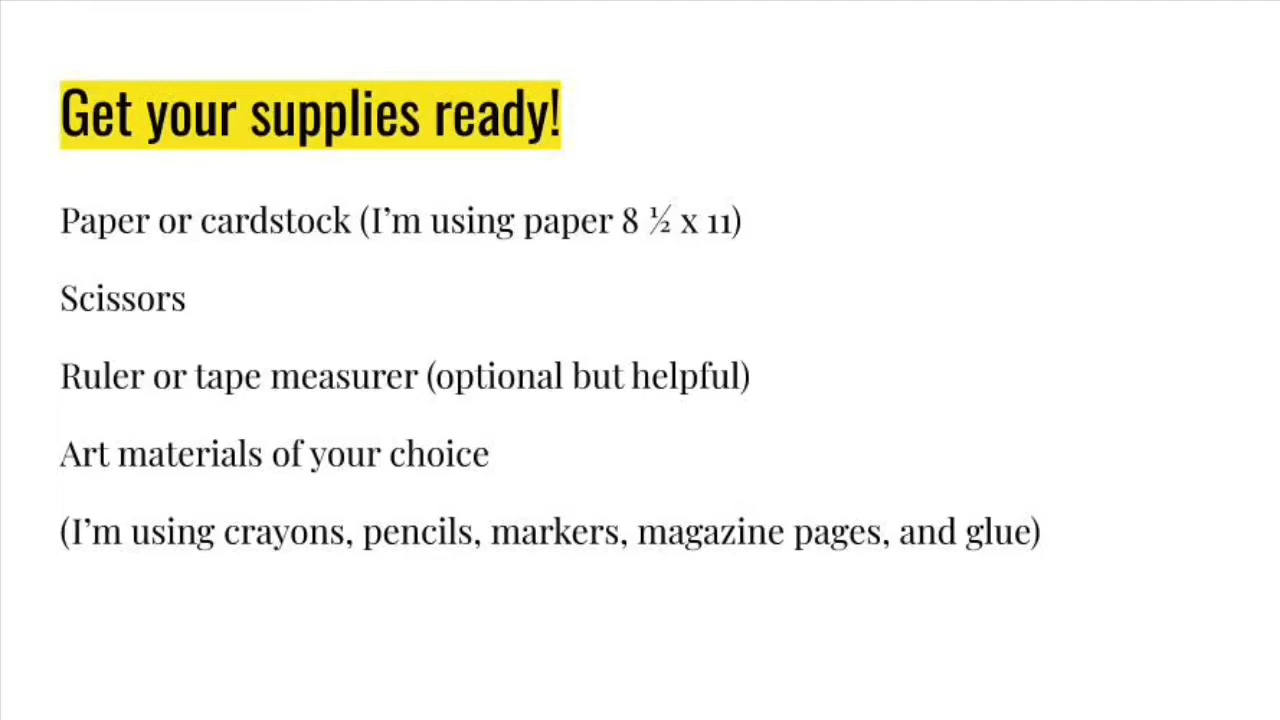 Get your supplies ready!
Paper or cardstock (I’m using paper 8 ½ x 11)
Scissors
Ruler or tape measurer (optional but helpful)
Art materials of your choice
(I’m using crayons, pencils, markers, magazine pages, and glue)